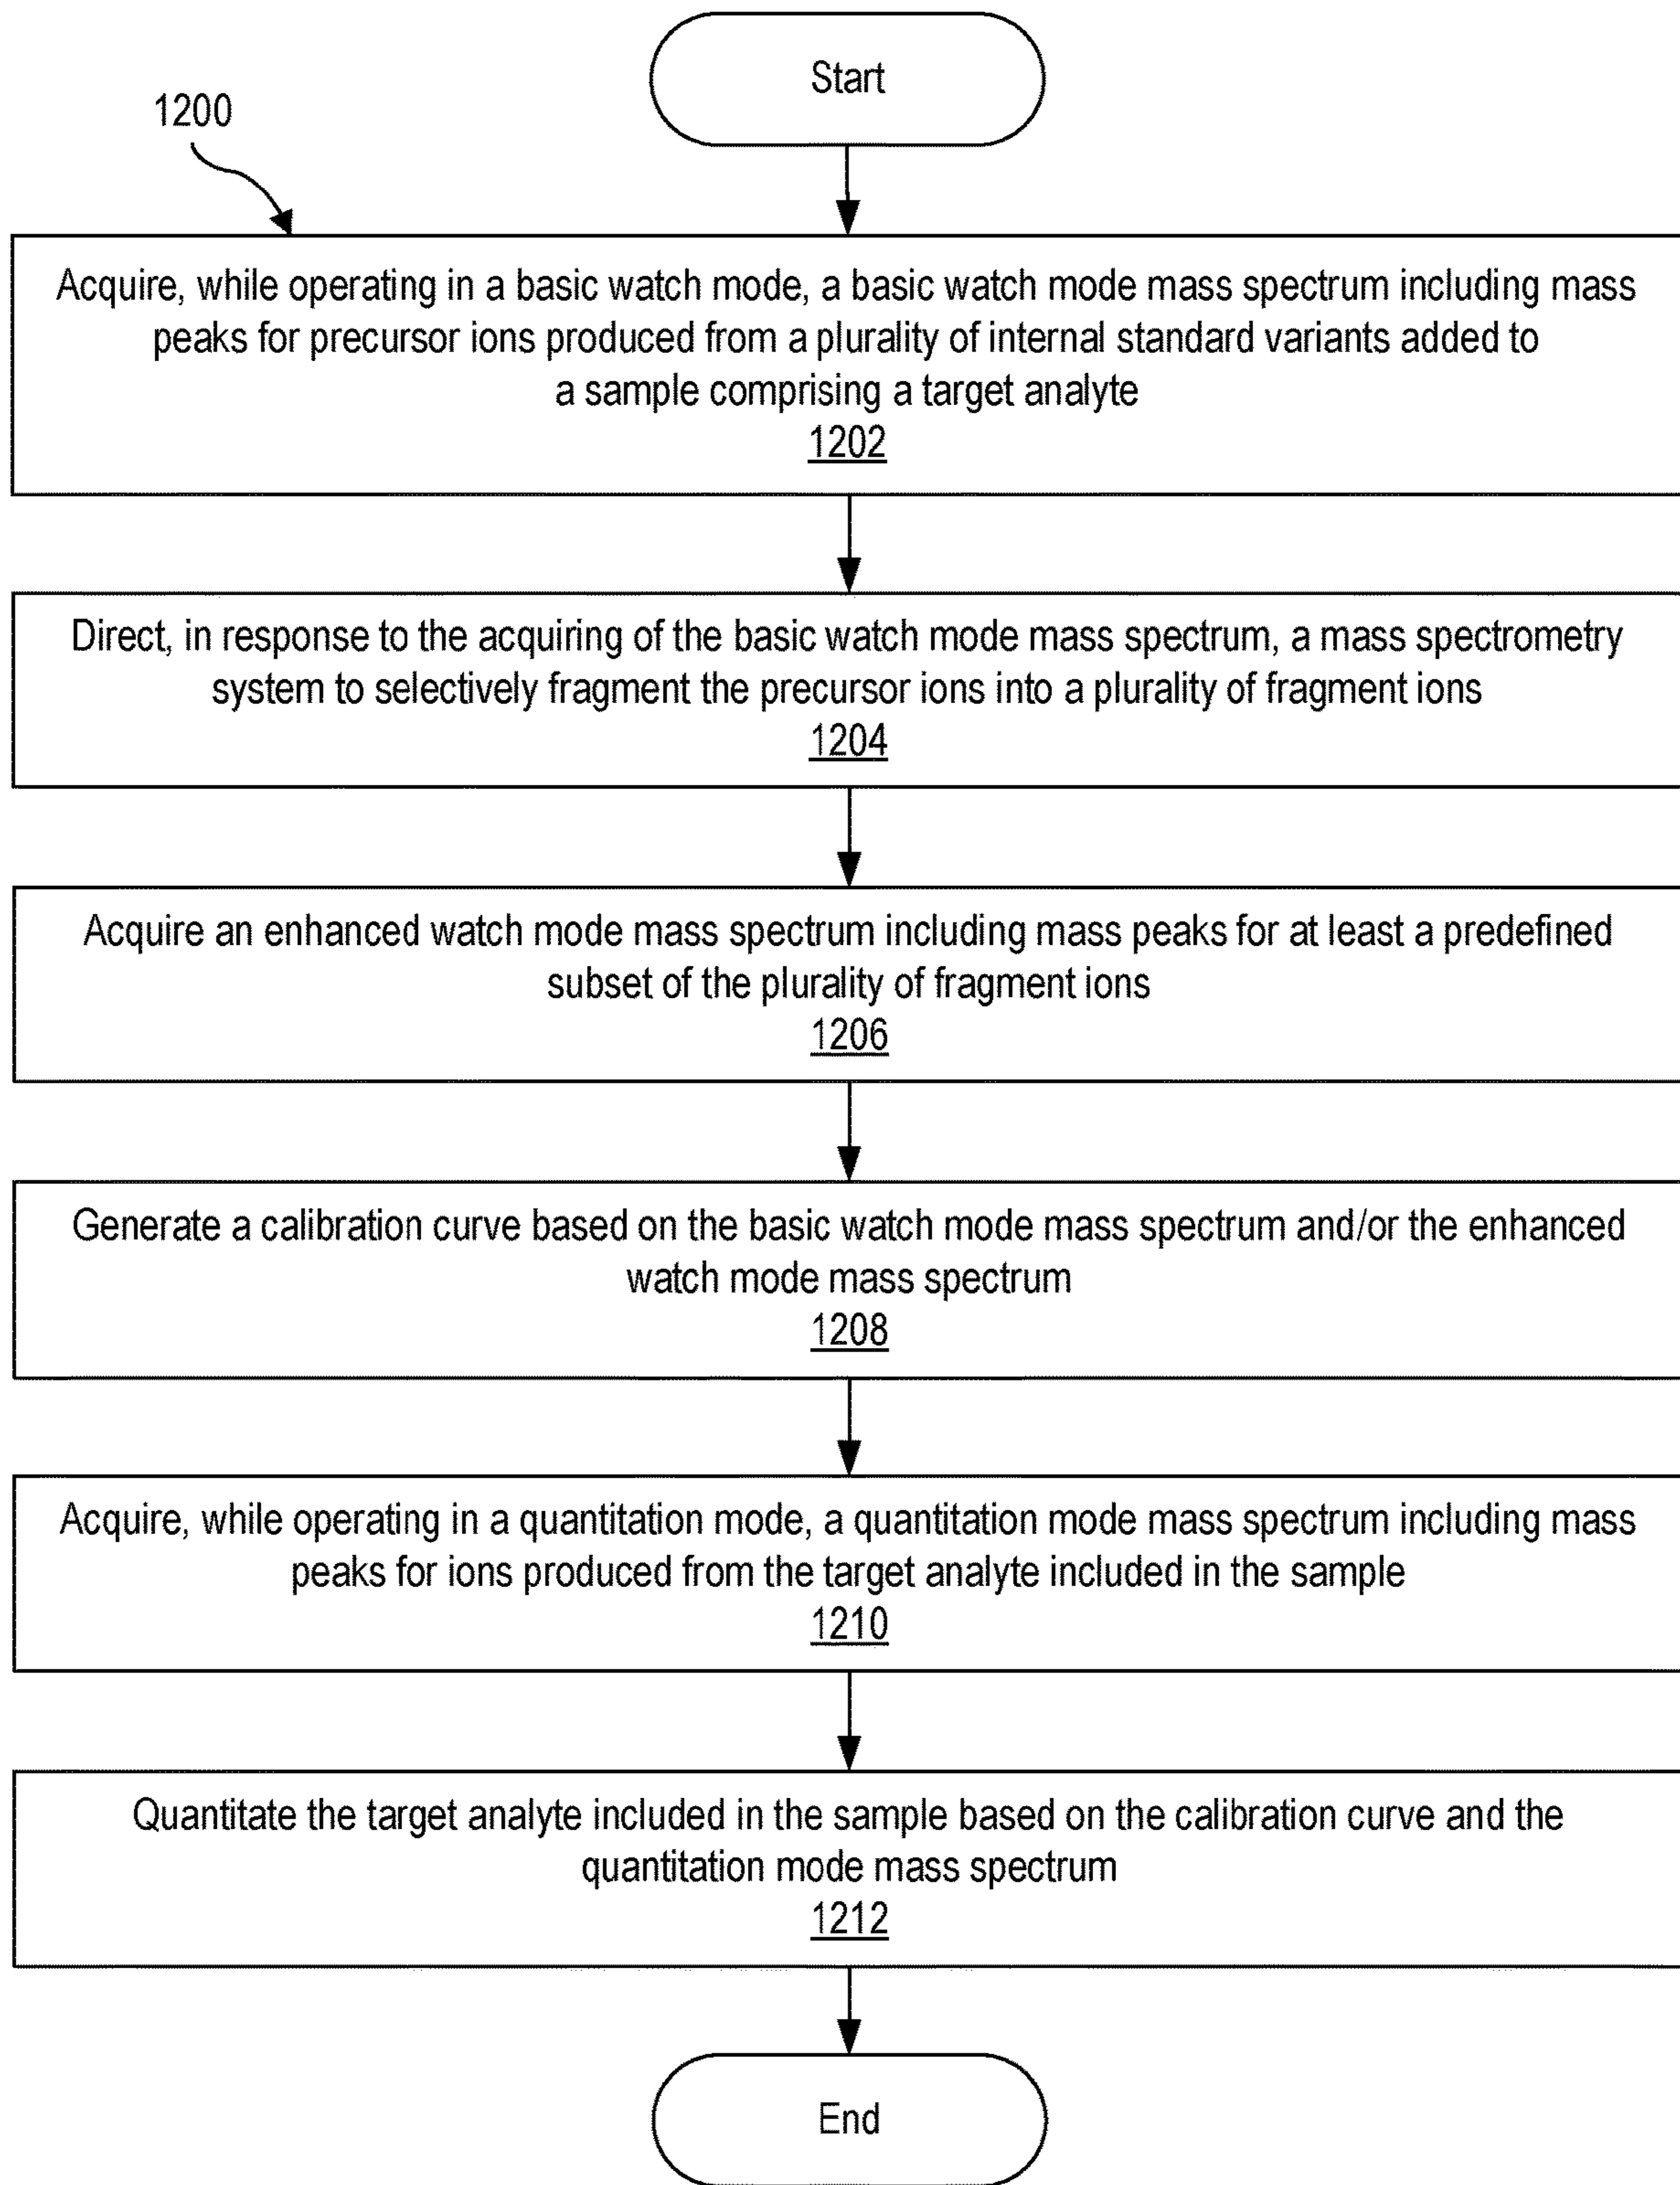 Start
1200
Acquire, while operating in a basic watch mode, a basic watch mode mass spectrum including mass
peaks for precursor ions produced from a plurality of internal standard variants added to
a sample comprising a target analyte
1202
Direct, in response to the acquiring of the basic watch mode mass spectrum, a mass spectrometry
system to selectively fragment the precursor ions into a plurality of fragment ions
1204
Acquire an enhanced watch mode mass spectrum including mass peaks for at least a predefined
subset of the plurality of fragment ions
1206
Generate a calibration curve based on the basic watch mode mass spectrum and/or the enhanced
watch mode mass spectrum
1208
Acquire, while operating in a quantitation mode, a quantitation mode mass spectrum including mass
peaks for ions produced from the target analyte included in the sample
1210
Quantitate the target analyte included in the sample based on the calibration curve and the
quantitation mode mass spectrum
1212
End